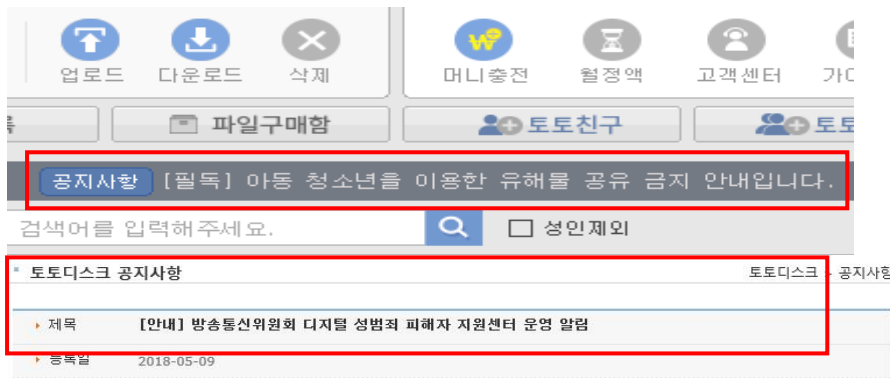 업로드 다운로드 삭제 머니충전 월정액 고객센터
파일구매함 토토친구
공지사항 [필독] 아동 청소년을 이용한 유해물 공유 금지 안내입니다.
검색어를 입력해주세요. 성인제외
토토디스크 공지사항 토토디스크 > 공지사항
제목 [안내] 방송통신위원회 디지털 성범죄 피해자 지원센터 운영 알림
등록일 2018-05-09